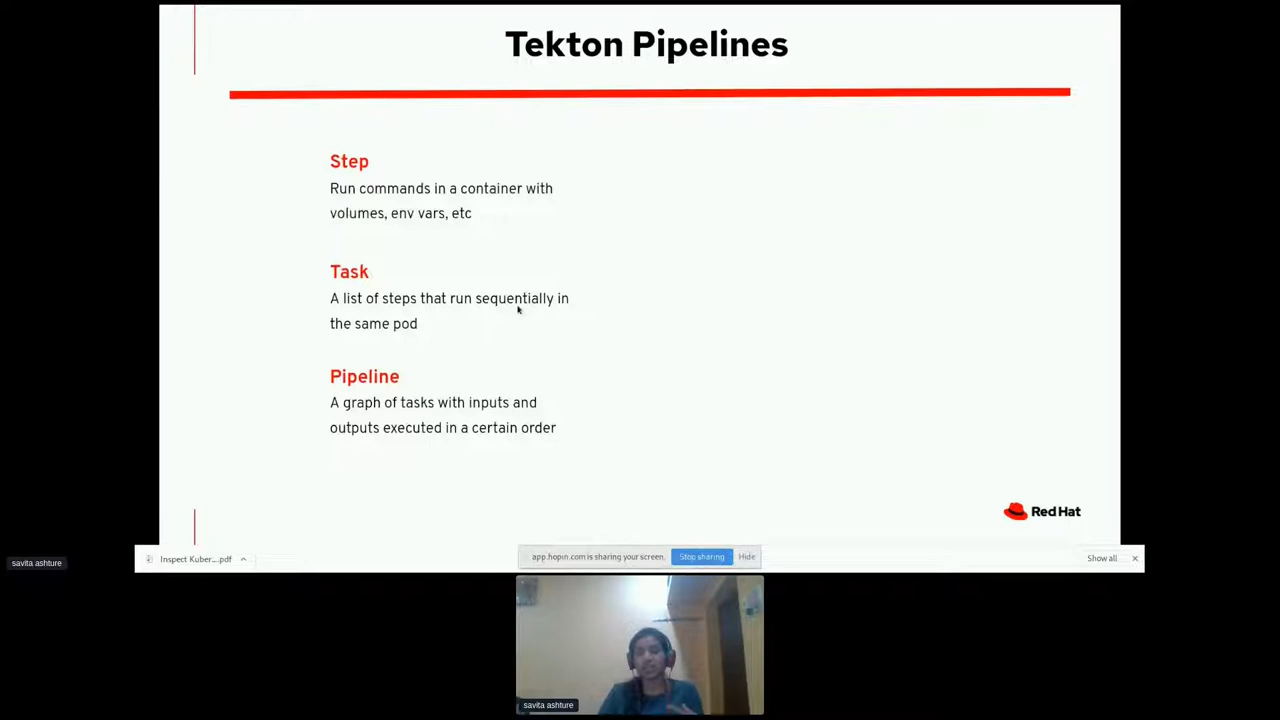 Tekton Pipelines
Step
Run commands in a container with
volumes, env vars, etc
Task
A list of steps that run sequentially in
the same pod
Pipeline
A graph of tasks with inputs and
outputs executed in a certain order
Red Hat
savita ashture
Inspect Kuber....pdf
app.hopin.com is sharing your screen.
Stop sharing
Hide
Show all
savita ashture